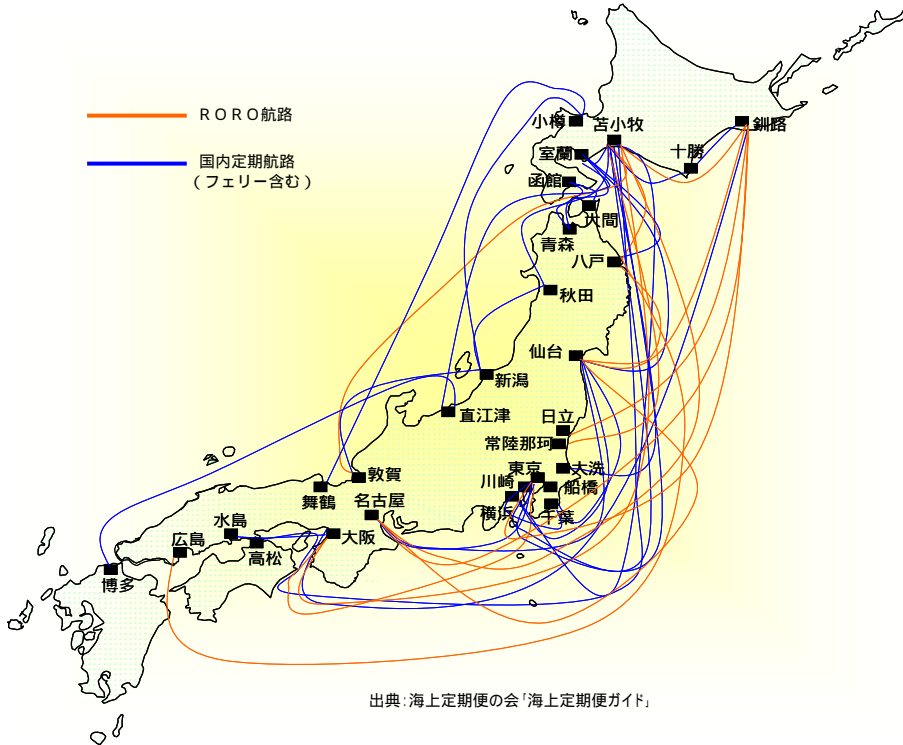 RORO航路
国内定期航路
(フェリー含む)
小樽
苫小牧
釧路
室蘭
十勝
函館
大間
青森
八戸
秋田
仙台
新潟
直江津
日立
常陸那珂
大洗
東京
川崎
船橋
横浜
千葉
敦賀
舞鶴
名古屋
水島
大阪
広島
高松
博多
出典:海上定期便の会「海上定期便ガイド」